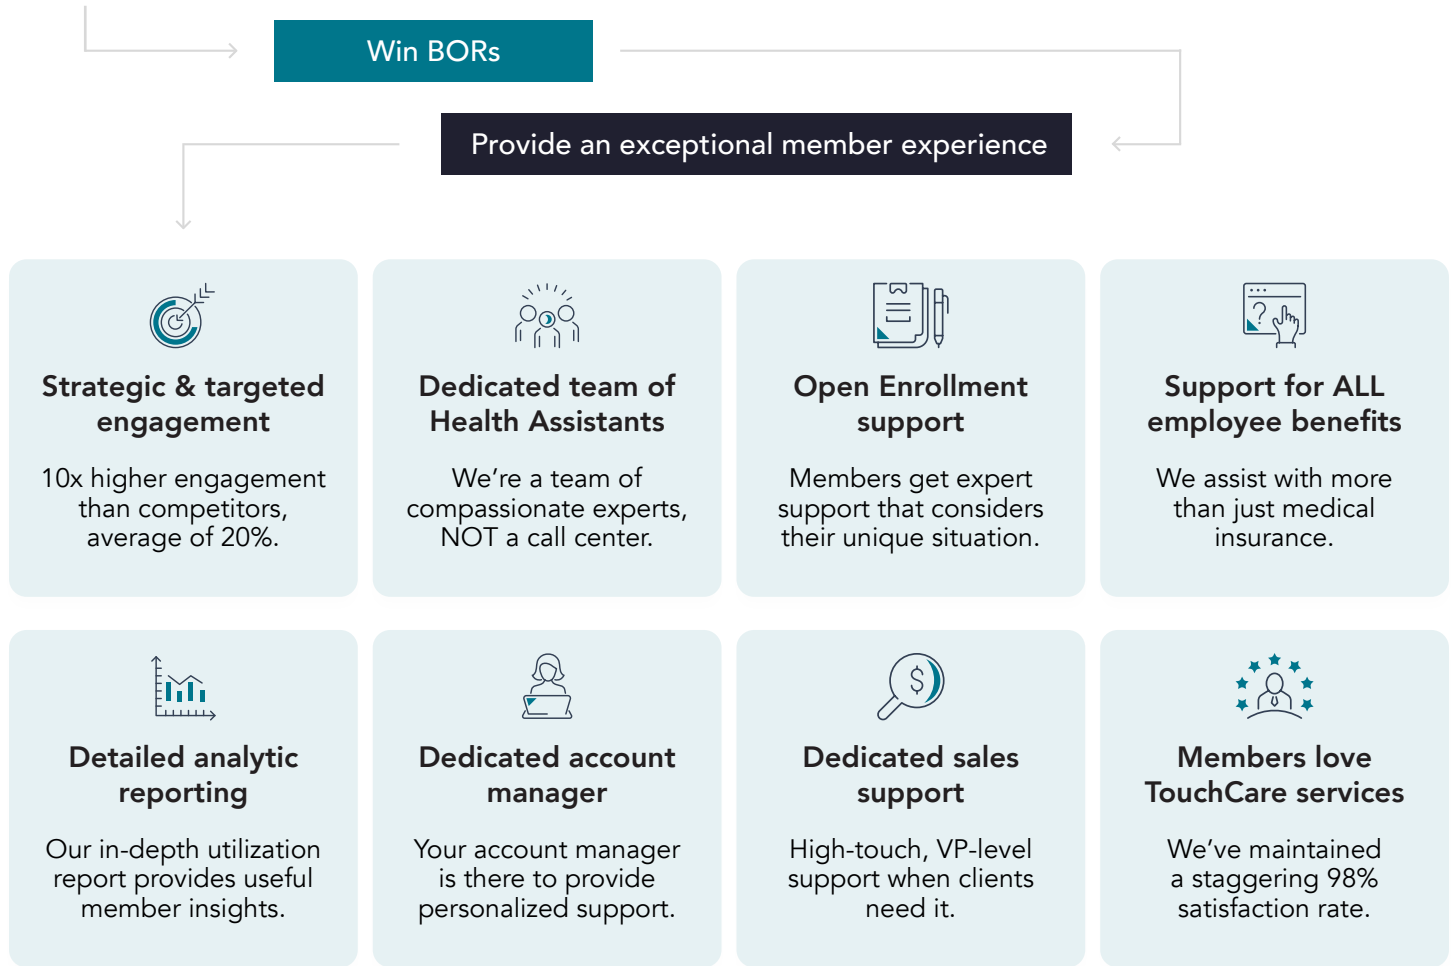 Win BORs
Provide an exceptional member experience
Strategic & targeted
engagement
10x higher engagement
than competitors,
average of 20%.
Dedicated team of
Health Assistants
We’re a team of
compassionate experts,
NOT a call center.
Open Enrollment
support
Members get expert
support that considers
their unique situation.
?
Support for ALL
employee benefits
We assist with more
than just medical
insurance.
Detailed analytic
reporting
Our in-depth utilization
report provides useful
member insights.
Dedicated account
manager
Your account manager
is there to provide
personalized support.
$
Dedicated sales
support
High-touch, VP-level
support when clients
need it.
Members love
TouchCare services
We’ve maintained
a staggering 98%
satisfaction rate.